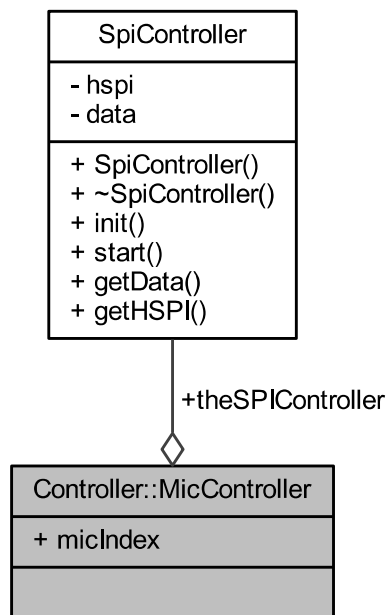 SpiController
- hspi
- data
+ SpiController()
+ ~SpiController()
+ init()
+ start()
+ getData()
+ getHSPI()
+theSPIController
Controller::MicController
+ micIndex